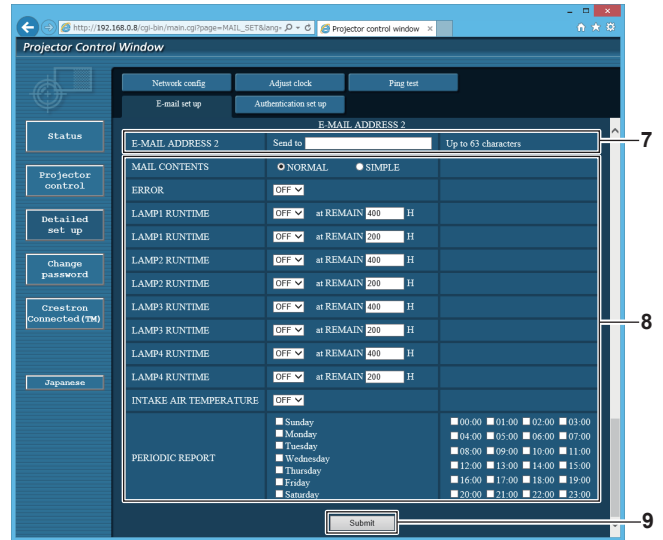 http://192.168.0.8/cgi-bin/main.cgi?page=MAIL_SET&lang=
Projector control window
Projector Control Window
Network config Adjust clock Ping test
E-mail set up Authentication set up
Status
Projector control
Detailed set up
Change password
Crestron Connected(TM)
Japanese
E-MAIL ADDRESS 2
E-MAIL ADDRESS 2 Send to Up to 63 characters 7
MAIL CONTENTS NORMAL SIMPLE
ERROR OFF
LAMP1 RUNTIME OFF at REMAIN 400 H
LAMP1 RUNTIME OFF at REMAIN 200 H
LAMP2 RUNTIME OFF at REMAIN 400 H
LAMP2 RUNTIME OFF at REMAIN 200 H
LAMP3 RUNTIME OFF at REMAIN 400 H
LAMP3 RUNTIME OFF at REMAIN 200 H 8
LAMP4 RUNTIME OFF at REMAIN 400 H
LAMP4 RUNTIME OFF at REMAIN 200 H
INTAKE AIR TEMPERATURE OFF
PERIODIC REPORT
Sunday
Monday
Tuesday
Wednesday
Thursday
Friday
Saturday
00:00 01:00 02:00 03:00
04:00 05:00 06:00 07:00
08:00 09:00 10:00 11:00
12:00 13:00 14:00 15:00
16:00 17:00 18:00 19:00
20:00 21:00 22:00 23:00
Submit 9